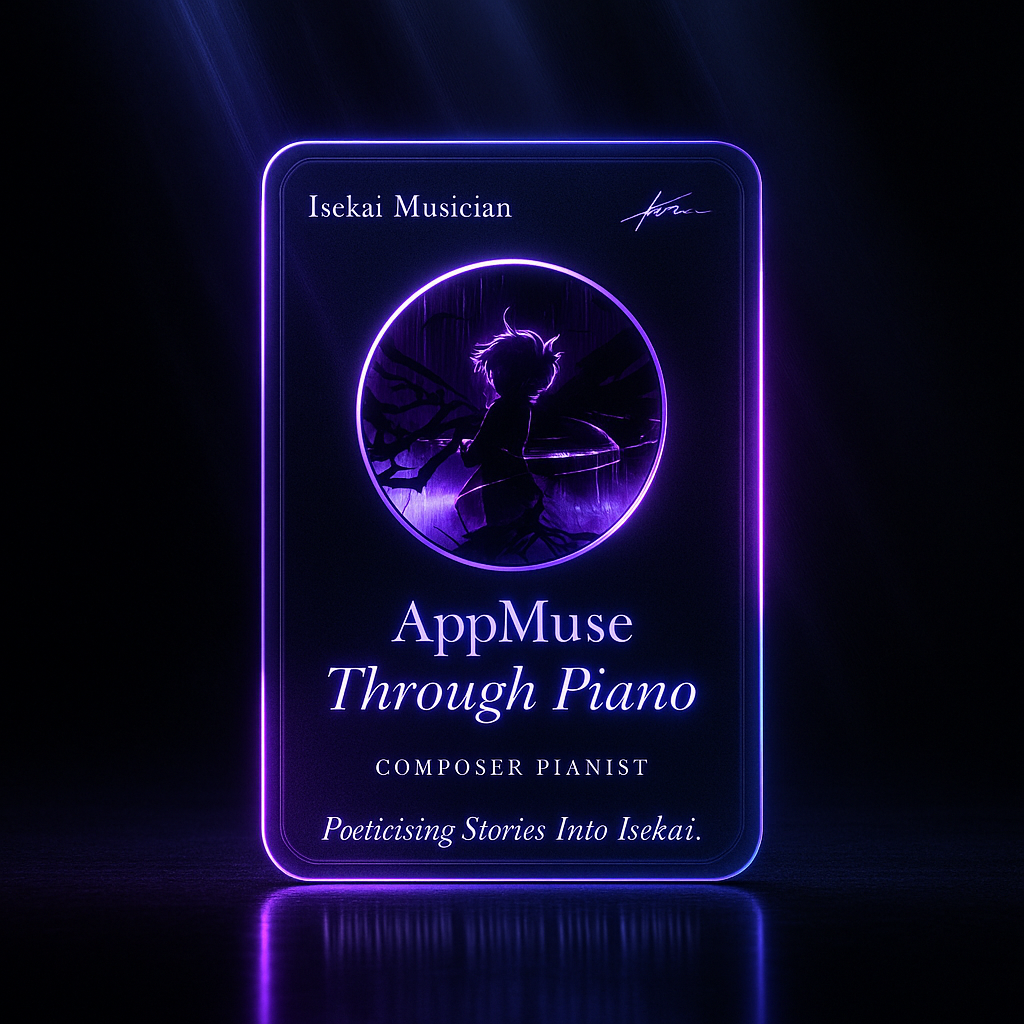 Isekai Musician
AppMuse
Through Piano
COMPOSER PIANIST
Poeticising Stories Into Isekai.